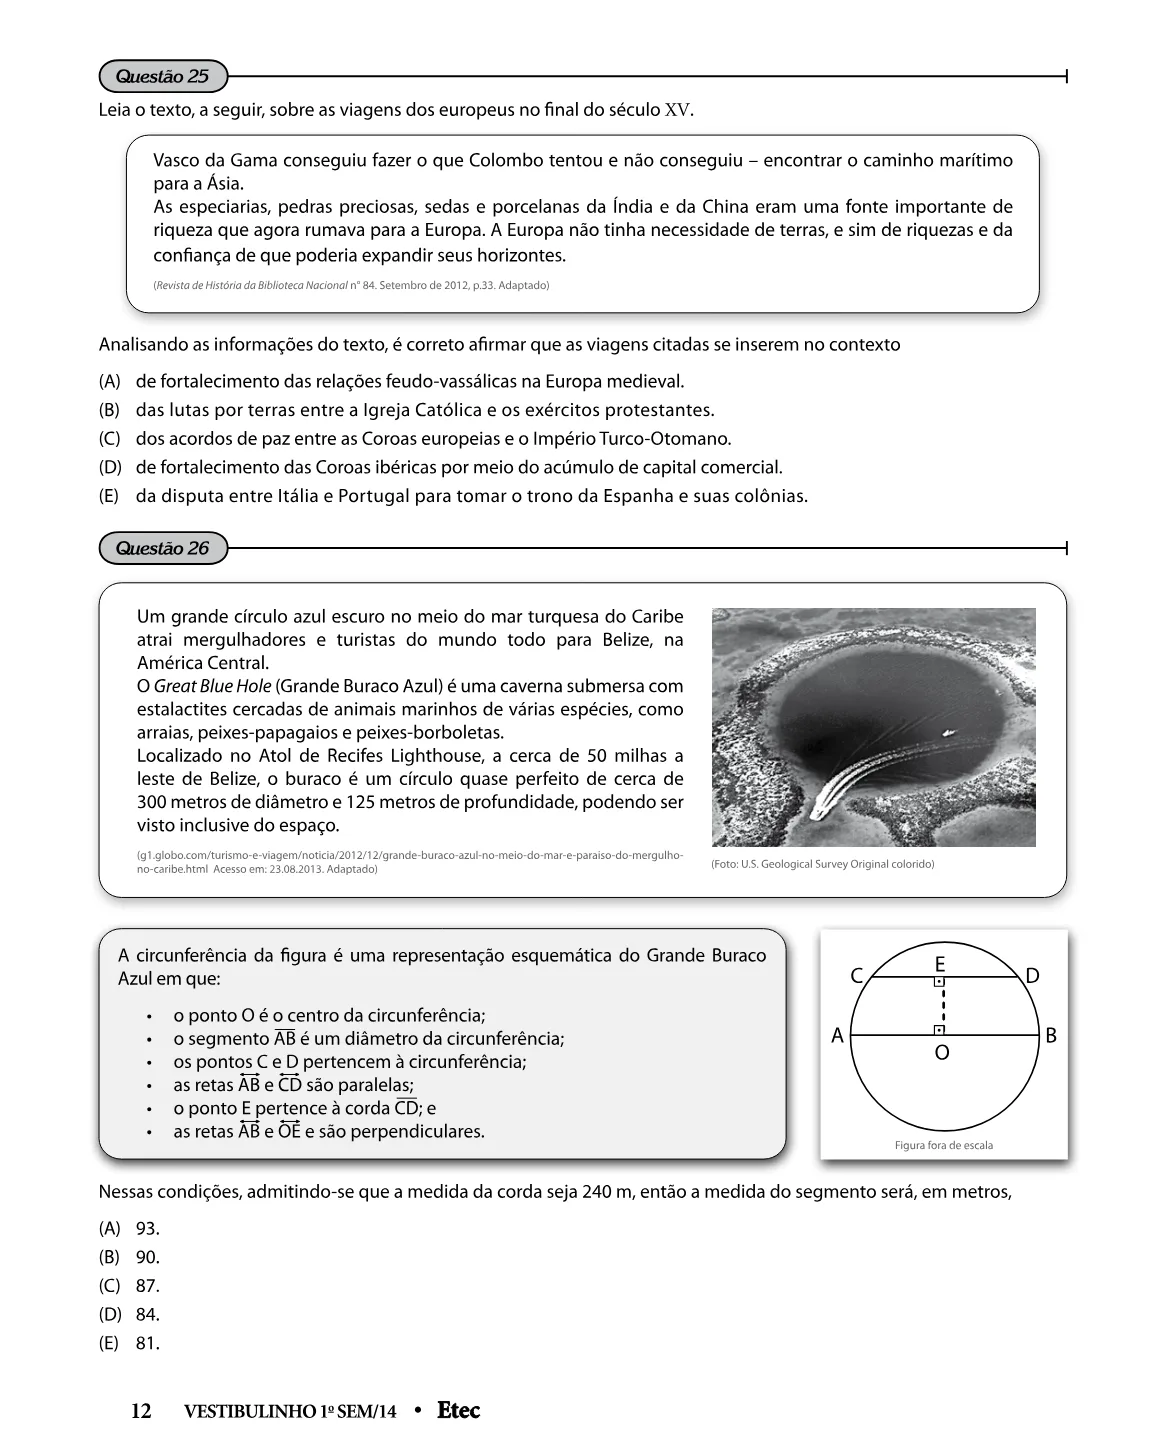 Questão 25
Leia o texto, a seguir, sobre as viagens dos europeus no final do século XV.
Vasco da Gama conseguiu fazer o que Colombo tentou e não conseguiu – encontrar o caminho marítimo
para a Ásia.
As especiarias, pedras preciosas, sedas e porcelanas da Índia e da China eram uma fonte importante de
riqueza que agora rumava para a Europa. A Europa não tinha necessidade de terras, e sim de riquezas e da
confiança de que poderia expandir seus horizontes.
(Revista de História da Biblioteca Nacional n° 84. Setembro de 2012, p.33. Adaptado)
Analisando as informações do texto, é correto afirmar que as viagens citadas se inserem no contexto
(A) de fortalecimento das relações feudo-vassálicas na Europa medieval.
(B) das lutas por terras entre a Igreja Católica e os exércitos protestantes.
(C) dos acordos de paz entre as Coroas europeias e o Império Turco-Otomano.
(D) de fortalecimento das Coroas ibéricas por meio do acúmulo de capital comercial.
(E) da disputa entre Itália e Portugal para tomar o trono da Espanha e suas colônias.
Questão 26
Um grande círculo azul escuro no meio do mar turquesa do Caribe
atrai mergulhadores e turistas do mundo todo para Belize, na
América Central.
O Great Blue Hole (Grande Buraco Azul) é uma caverna submersa com
estalactites cercadas de animais marinhos de várias espécies, como
arraias, peixes-papagaios e peixes-borboletas.
Localizado no Atol de Recifes Lighthouse, a cerca de 50 milhas a
leste de Belize, o buraco é um círculo quase perfeito de cerca de
300 metros de diâmetro e 125 metros de profundidade, podendo ser
visto inclusive do espaço.
(g1.globo.com/turismo-e-viagem/noticia/2012/12/grande-buraco-azul-no-meio-do-mar-e-paraiso-do-mergulho-
no-caribe.html Acesso em: 23.08.2013. Adaptado)
(Foto: U.S. Geological Survey Original colorido)
A circunferência da figura é uma representação esquemática do Grande Buraco
Azul em que:
• o ponto O é o centro da circunferência;
• o segmento AB é um diâmetro da circunferência;
• os pontos C e D pertencem à circunferência;
• as retas AB e CD são paralelas;
• o ponto E pertence à corda CD; e
• as retas AB e OE e são perpendiculares.
C E D
A B
O
Figura fora de escala
Nessas condições, admitindo-se que a medida da corda seja 240 m, então a medida do segmento será, em metros,
(A) 93.
(B) 90.
(C) 87.
(D) 84.
(E) 81.
12 VESTIBULINHO 1º SEM/14 • Etec